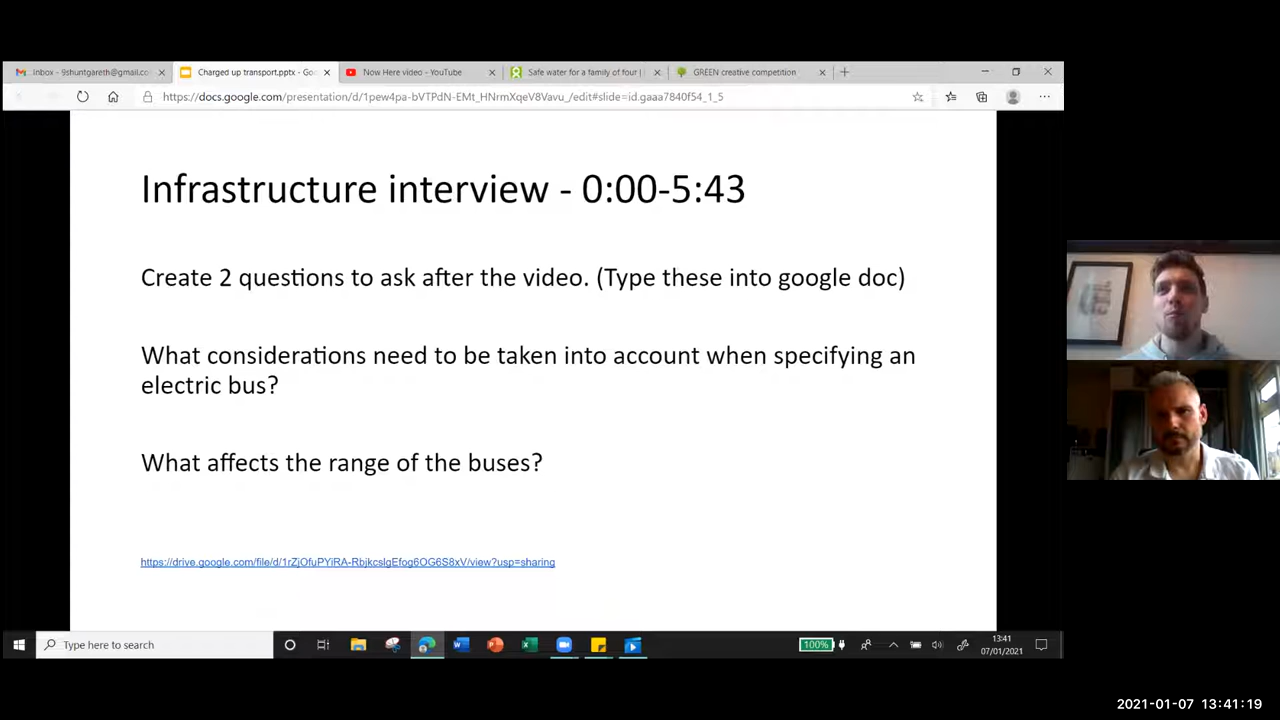 Inbox - 9shuntgareth@gmail.co
Charged up transport.pptx - Goo
Now Here video - YouTube
Safe water for a family of four |
GREEN creative competition
https://docs.google.com/presentation/d/1pew4pa-bVTPdN-EMt_HNrmXqeV8Vavu_/edit#slide=id.gaaa7840f54_1_5
Infrastructure interview - 0:00-5:43
Create 2 questions to ask after the video. (Type these into google doc)
What considerations need to be taken into account when specifying an
electric bus?
What affects the range of the buses?
https://drive.google.com/file/d/1rZjOfuPYiRA-RbjkcslgEfog6OG6S8xV/view?usp=sharing
Type here to search
100%
13:41
07/01/2021
2021-01-07 13:41:19